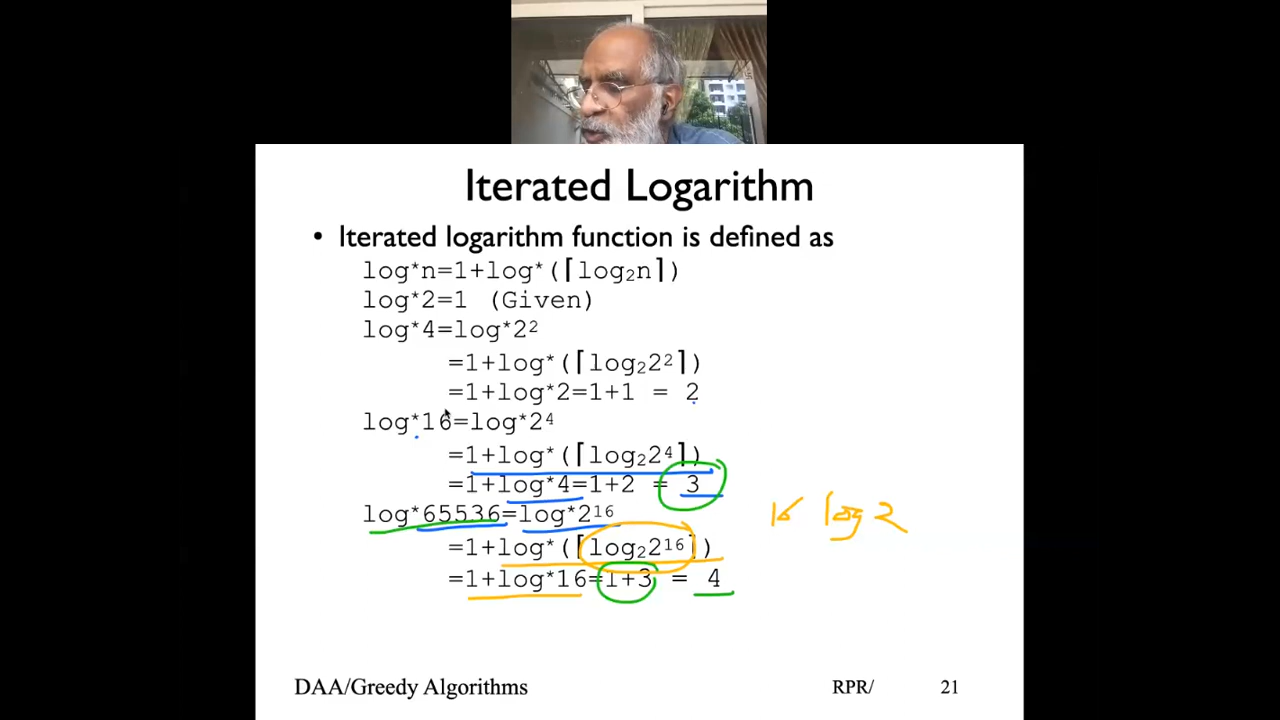 Iterated Logarithm
• Iterated logarithm function is defined as
log*n=1+log*(⌈log₂n⌉)
log*2=1 (Given)
log*4=log*2²
=1+log*(⌈log₂2²⌉)
=1+log*2=1+1 = 2
log*16=log*2⁴
=1+log*(⌈log₂2⁴⌉)
=1+log*4=1+2 = 3
log*65536=log*2¹⁶
16 log 2
=1+log*(⌈log₂2¹⁶⌉)
=1+log*16=1+3 = 4
DAA/Greedy Algorithms RPR/ 21